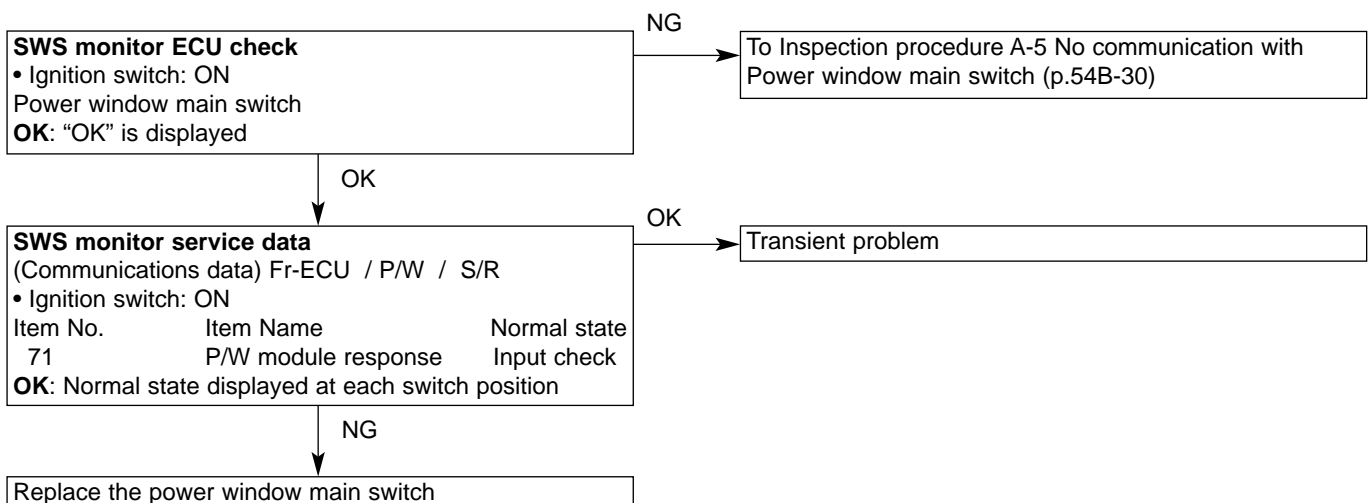 NG
SWS monitor ECU check
• Ignition switch: ON
Power window main switch
OK: “OK” is displayed
To Inspection procedure A-5 No communication with
Power window main switch (p.54B-30)
OK
OK
SWS monitor service data
(Communications data) Fr-ECU / P/W / S/R
• Ignition switch: ON
Item No. Item Name Normal state
71 P/W module response Input check
OK: Normal state displayed at each switch position
Transient problem
NG
Replace the power window main switch